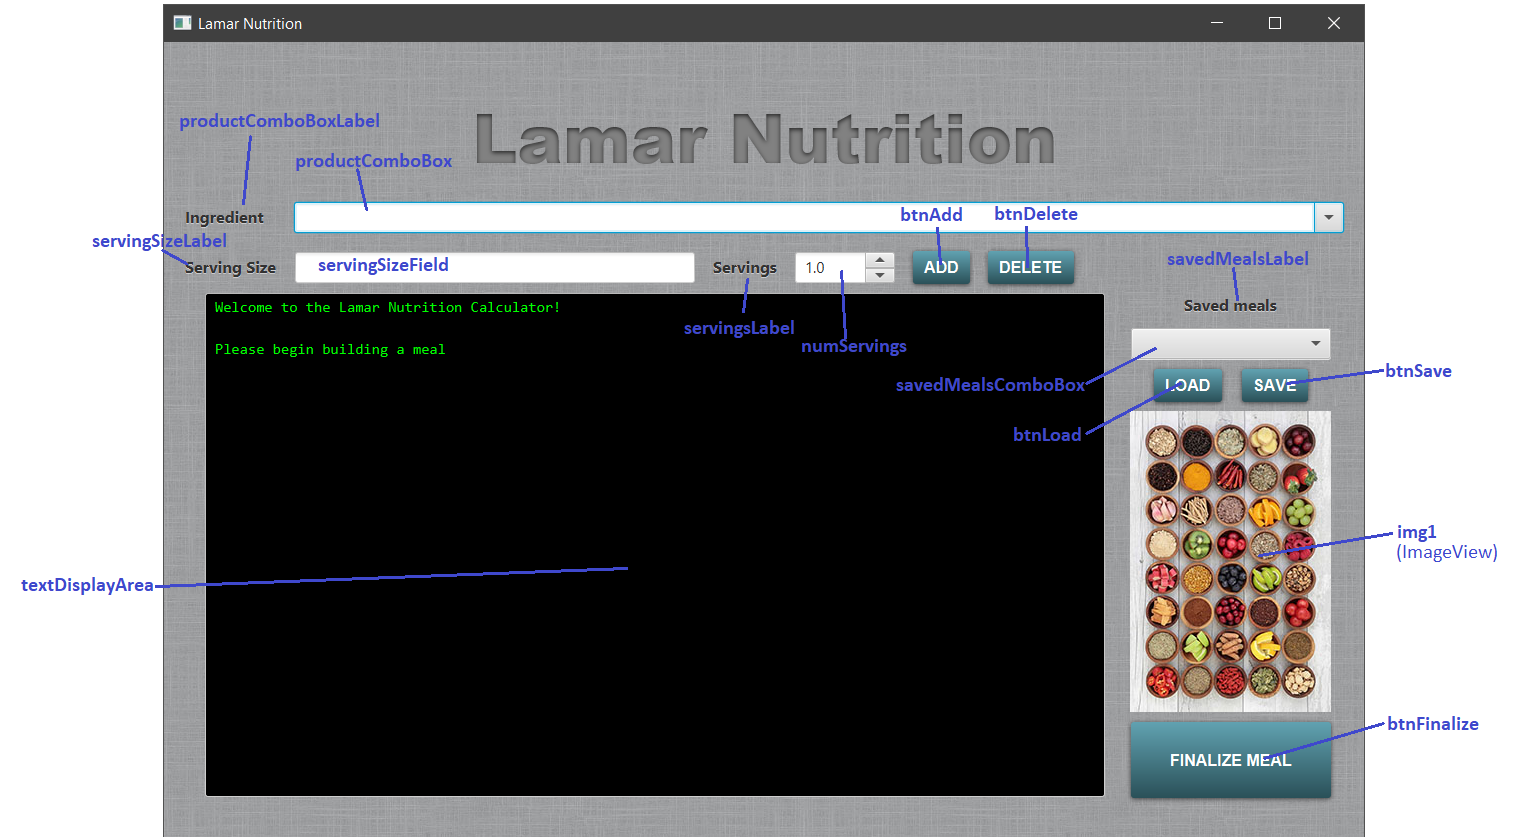 Lamar Nutrition
productComboBoxLabel
Lamar Nutrition
productComboBox
Ingredient
btnAdd
btnDelete
servingSizeLabel
Serving Size
servingSizeField
Servings
1.0
ADD
DELETE
savedMealsLabel
Saved meals
Welcome to the Lamar Nutrition Calculator!
servingsLabel
numServings
Please begin building a meal
savedMealsComboBox
LOAD
SAVE
btnSave
btnLoad
img1
(ImageView)
textDisplayArea
btnFinalize
FINALIZE MEAL